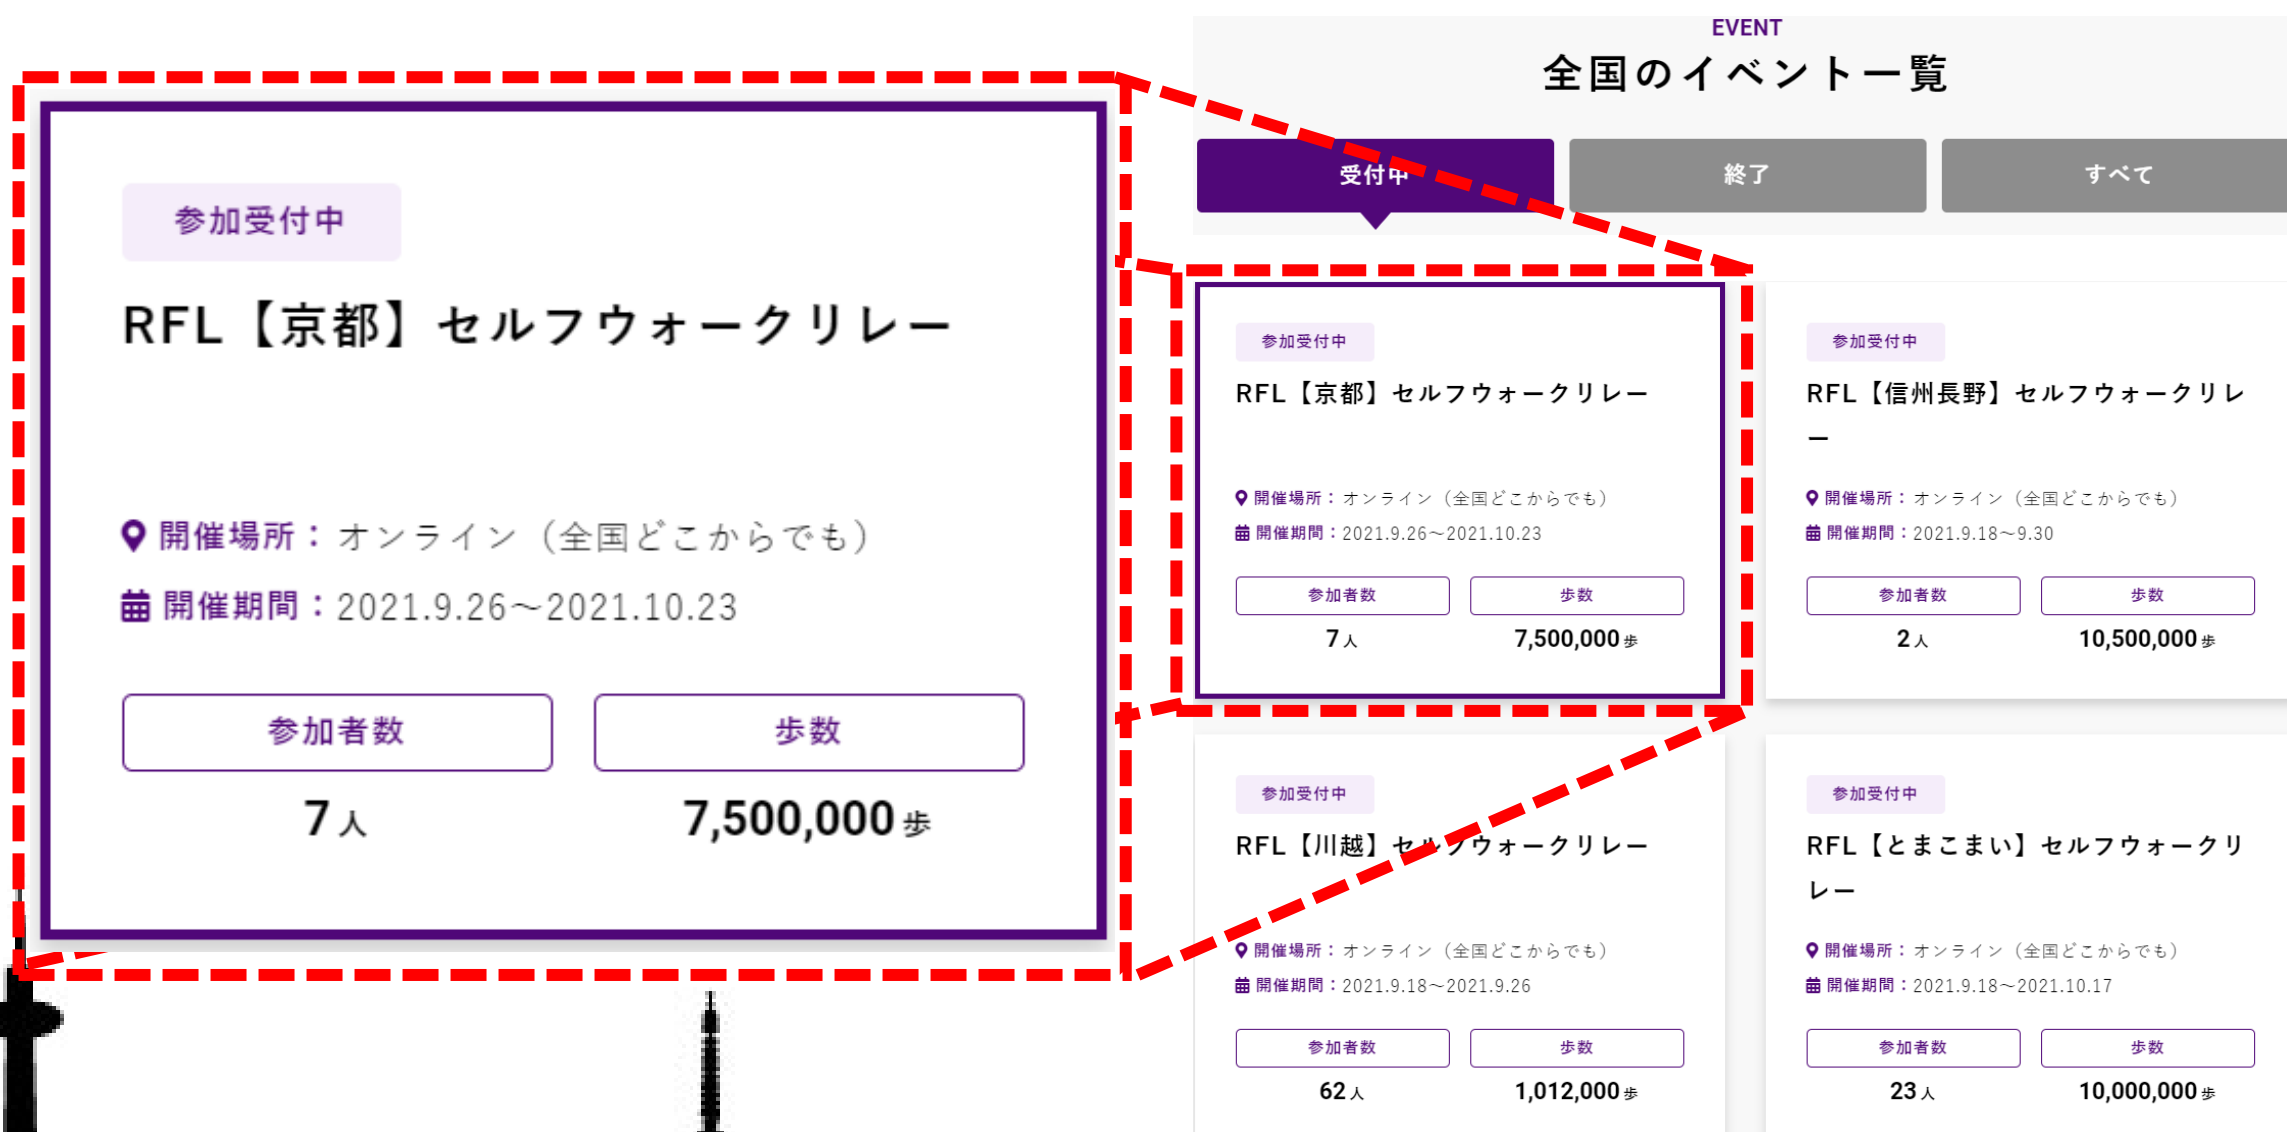 参加受付中
RFL【京都】セルフウォークリレー
開催場所：オンライン（全国どこからでも）
開催期間：2021.9.26～2021.10.23
参加者数 歩数
7人 7,500,000歩
EVENT
全国のイベント一覧
受付中 終了 すべて
参加受付中
RFL【京都】セルフウォークリレー
開催場所：オンライン（全国どこからでも）
開催期間：2021.9.26～2021.10.23
参加者数 歩数
7人 7,500,000歩
参加受付中
RFL【信州長野】セルフウォークリレ
ー
開催場所：オンライン（全国どこからでも）
開催期間：2021.9.18～9.30
参加者数 歩数
2人 10,500,000歩
参加受付中
RFL【川越】セルフウォークリレー
開催場所：オンライン（全国どこからでも）
開催期間：2021.9.18～2021.9.26
参加者数 歩数
62人 1,012,000歩
参加受付中
RFL【とまこまい】セルフウォークリ
レー
開催場所：オンライン（全国どこからでも）
開催期間：2021.9.18～2021.10.17
参加者数 歩数
23人 10,000,000歩